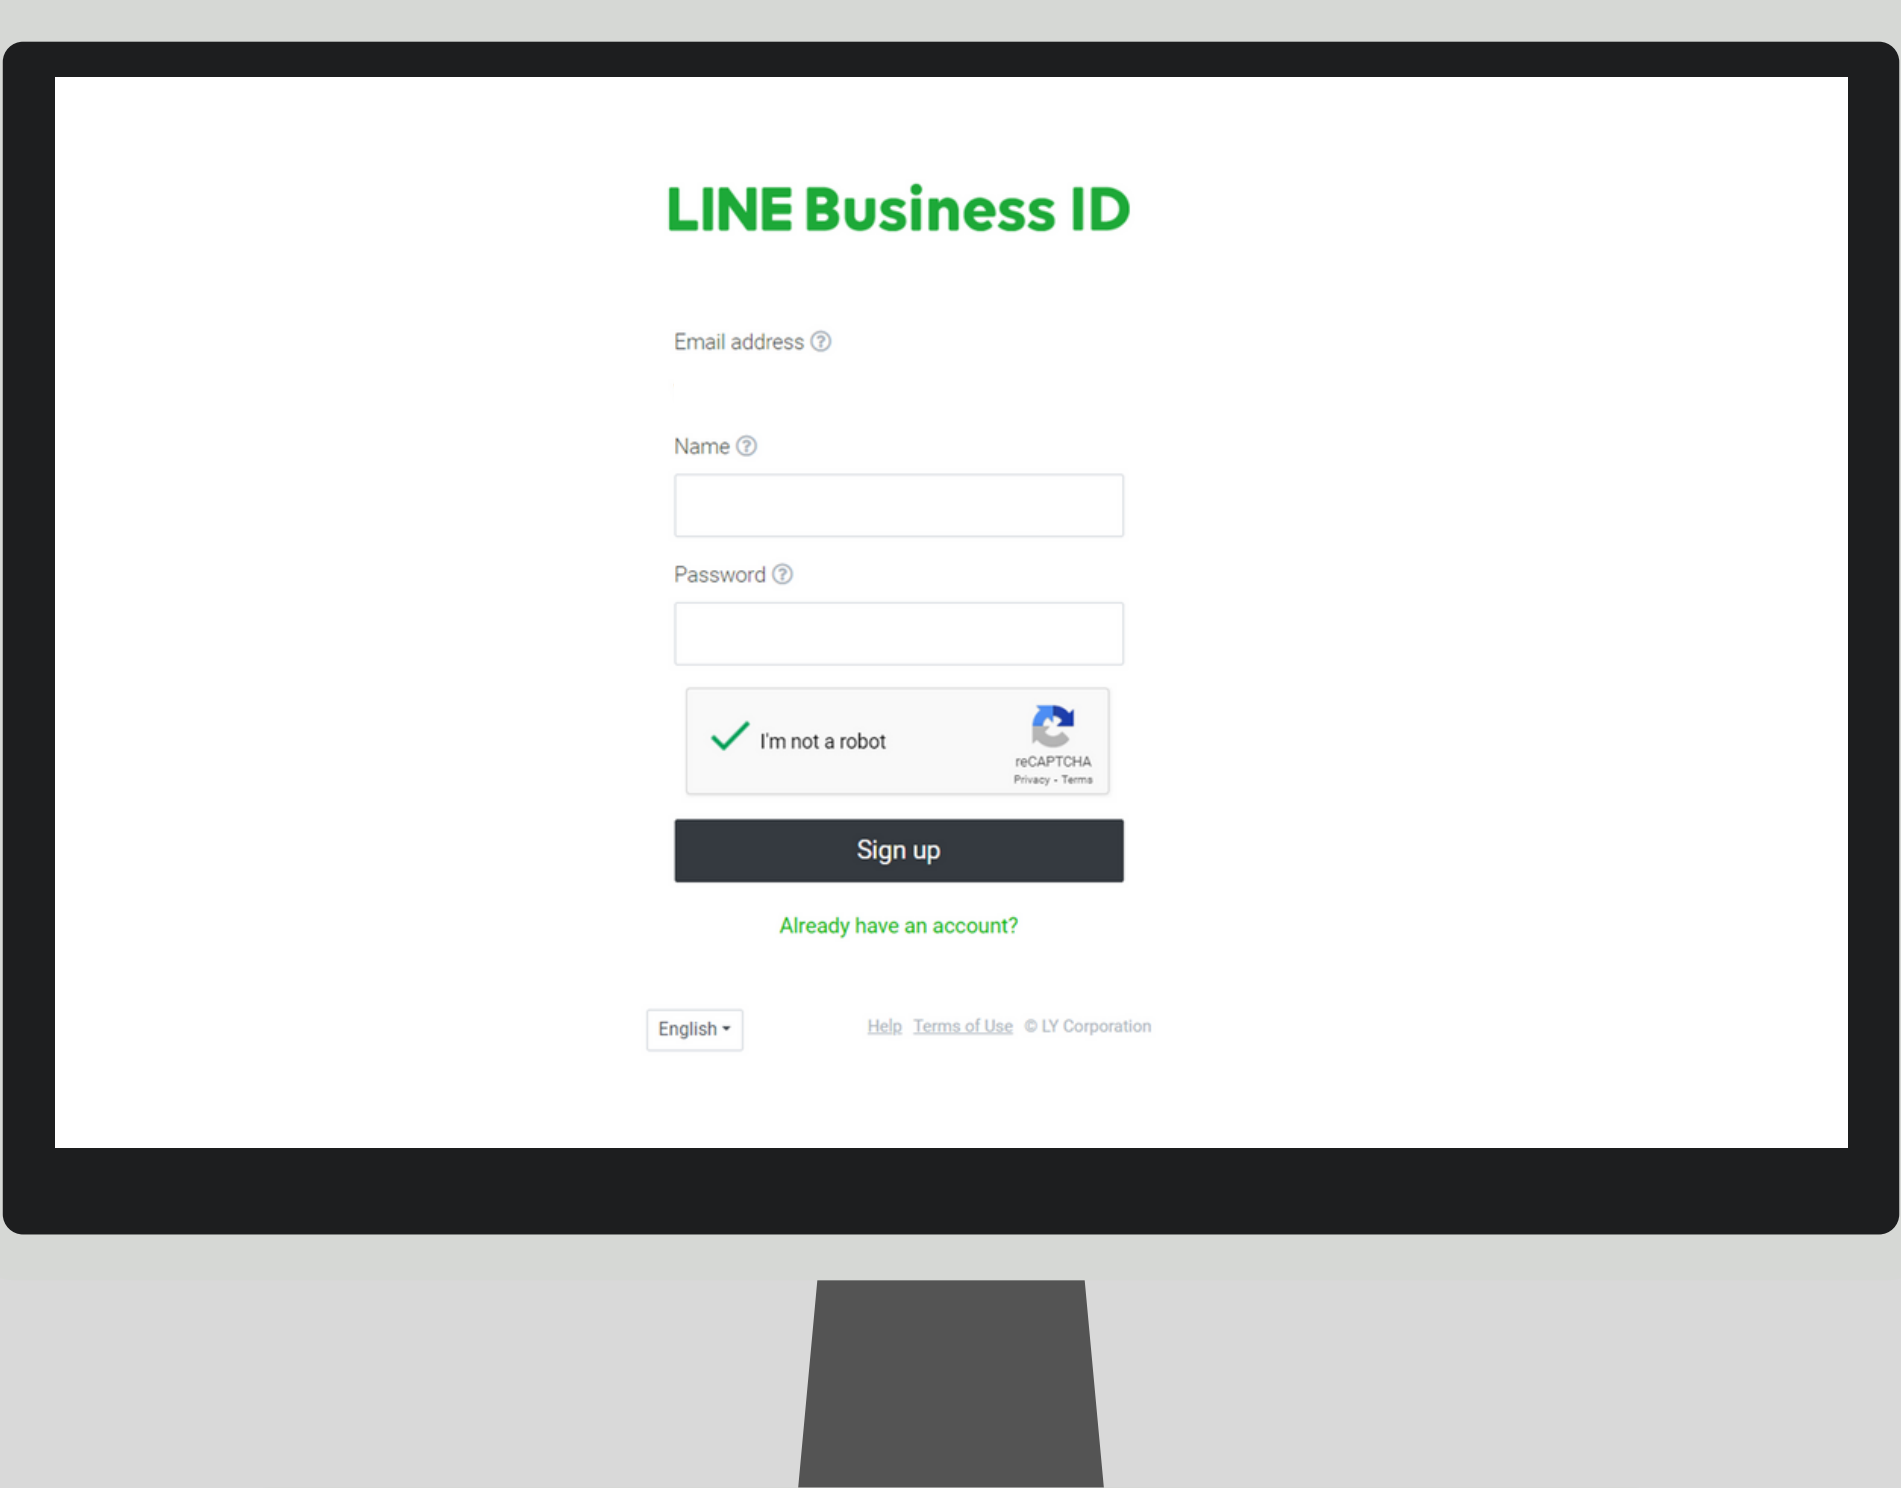 LINE Business ID
Email address ?
Name ?
Password ?
I'm not a robot
reCAPTCHA
Privacy - Terms
Sign up
Already have an account?
English
Help Terms of Use © LY Corporation